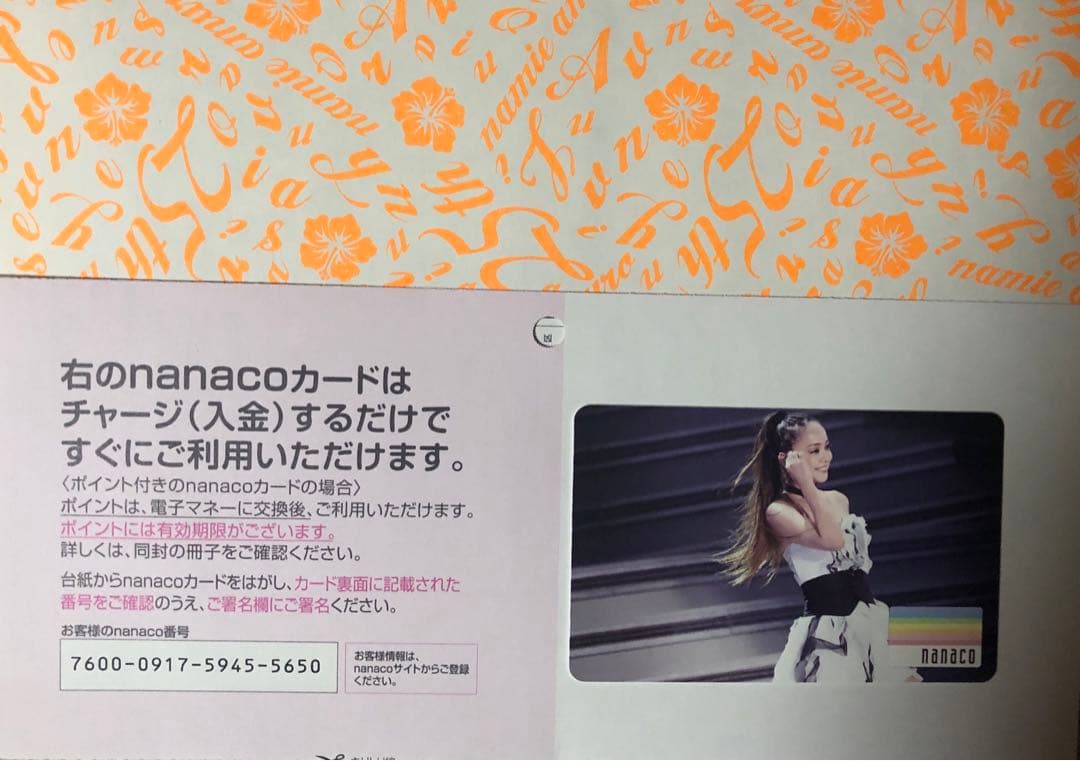 右のnanacoカードは
チャージ(入金)するだけで
すぐにご利用いただけます。
〈ポイント付きのnanacoカードの場合〉
ポイントは、電子マネーに交換後、ご利用いただけます。
ポイントには有効期限がございます。
詳しくは、同封の冊子をご確認ください。
台紙からnanacoカードをはがし、カード裏面に記載された
番号をご確認のうえ、ご署名欄にご署名ください。
お客様のnanaco番号
7600-0917-5945-5650
お客様情報は、
nanacoサイトからご登録
ください。
nanaco